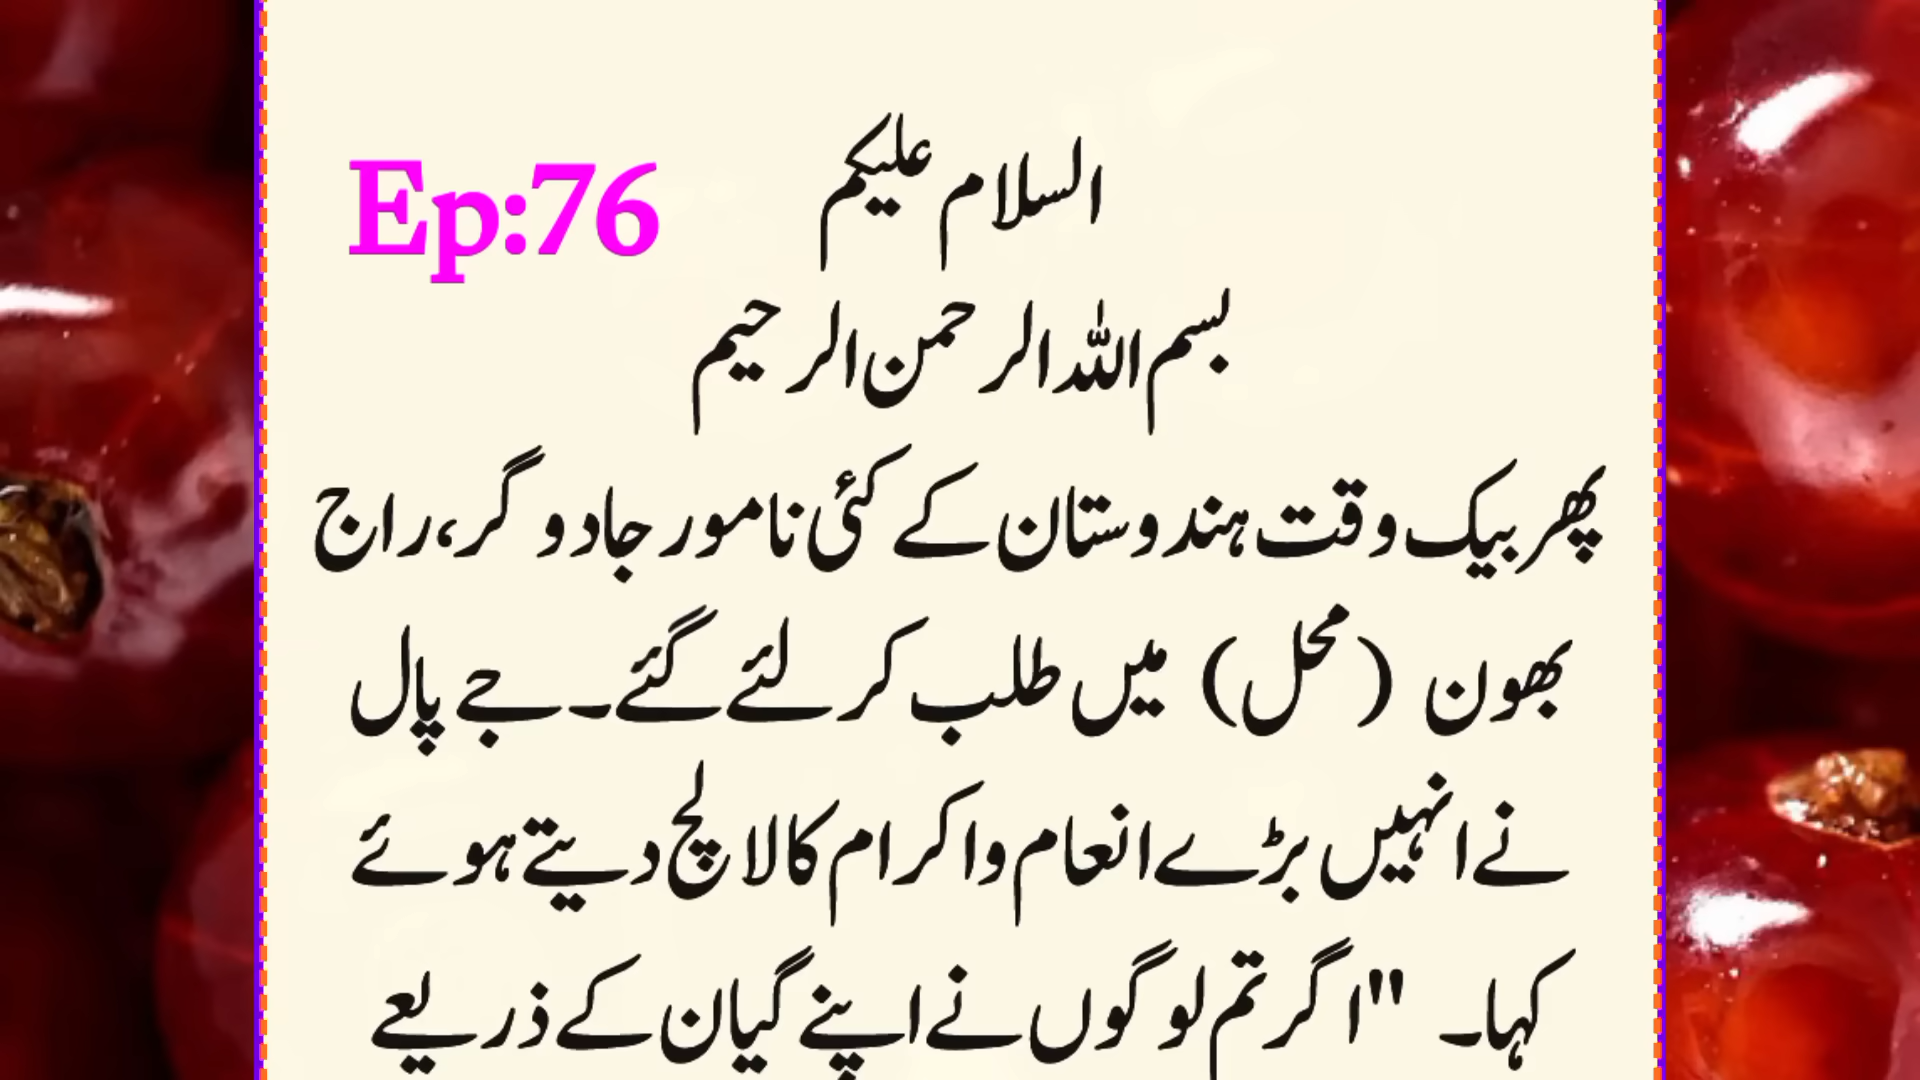 Ep:76
السلام علیکم
بسم اللہ الرحمن الرحیم
پھر بیک وقت ہندوستان کے کئی نامور جادوگر، راج
بھون (محل) میں طلب کر لئے گئے۔ جے پال
نے انہیں بڑے انعام و اکرام کا لالچ دیتے ہوئے
کہا۔ "اگر تم لوگوں نے اپنے گیان کے ذریعے